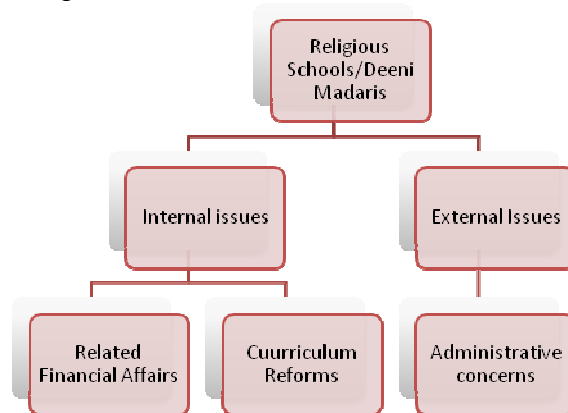 Religious
Schools/Deeni
Madaris
Internal issues
External Issues
Related
Financial Affairs
Cuurriculum
Reforms
Administrative
concerns